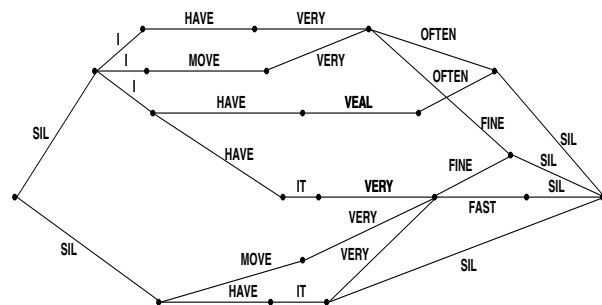 HAVE VERY
I
OFTEN
I MOVE VERY
I
OFTEN
HAVE VEAL
SIL
FINE
SIL
HAVE
FINE
SIL
IT VERY
FAST SIL
VERY
SIL
MOVE VERY
SIL
HAVE IT